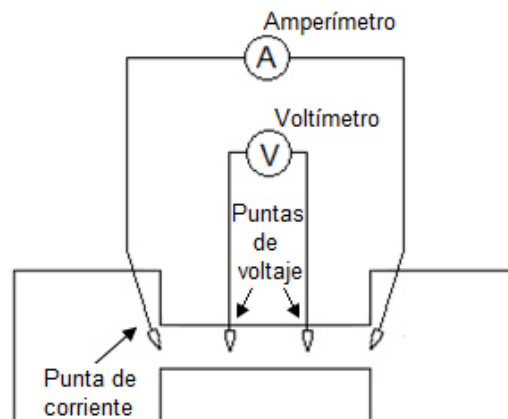 Amperímetro
A
Voltímetro
V
Puntas
de
voltaje
Punta de
corriente